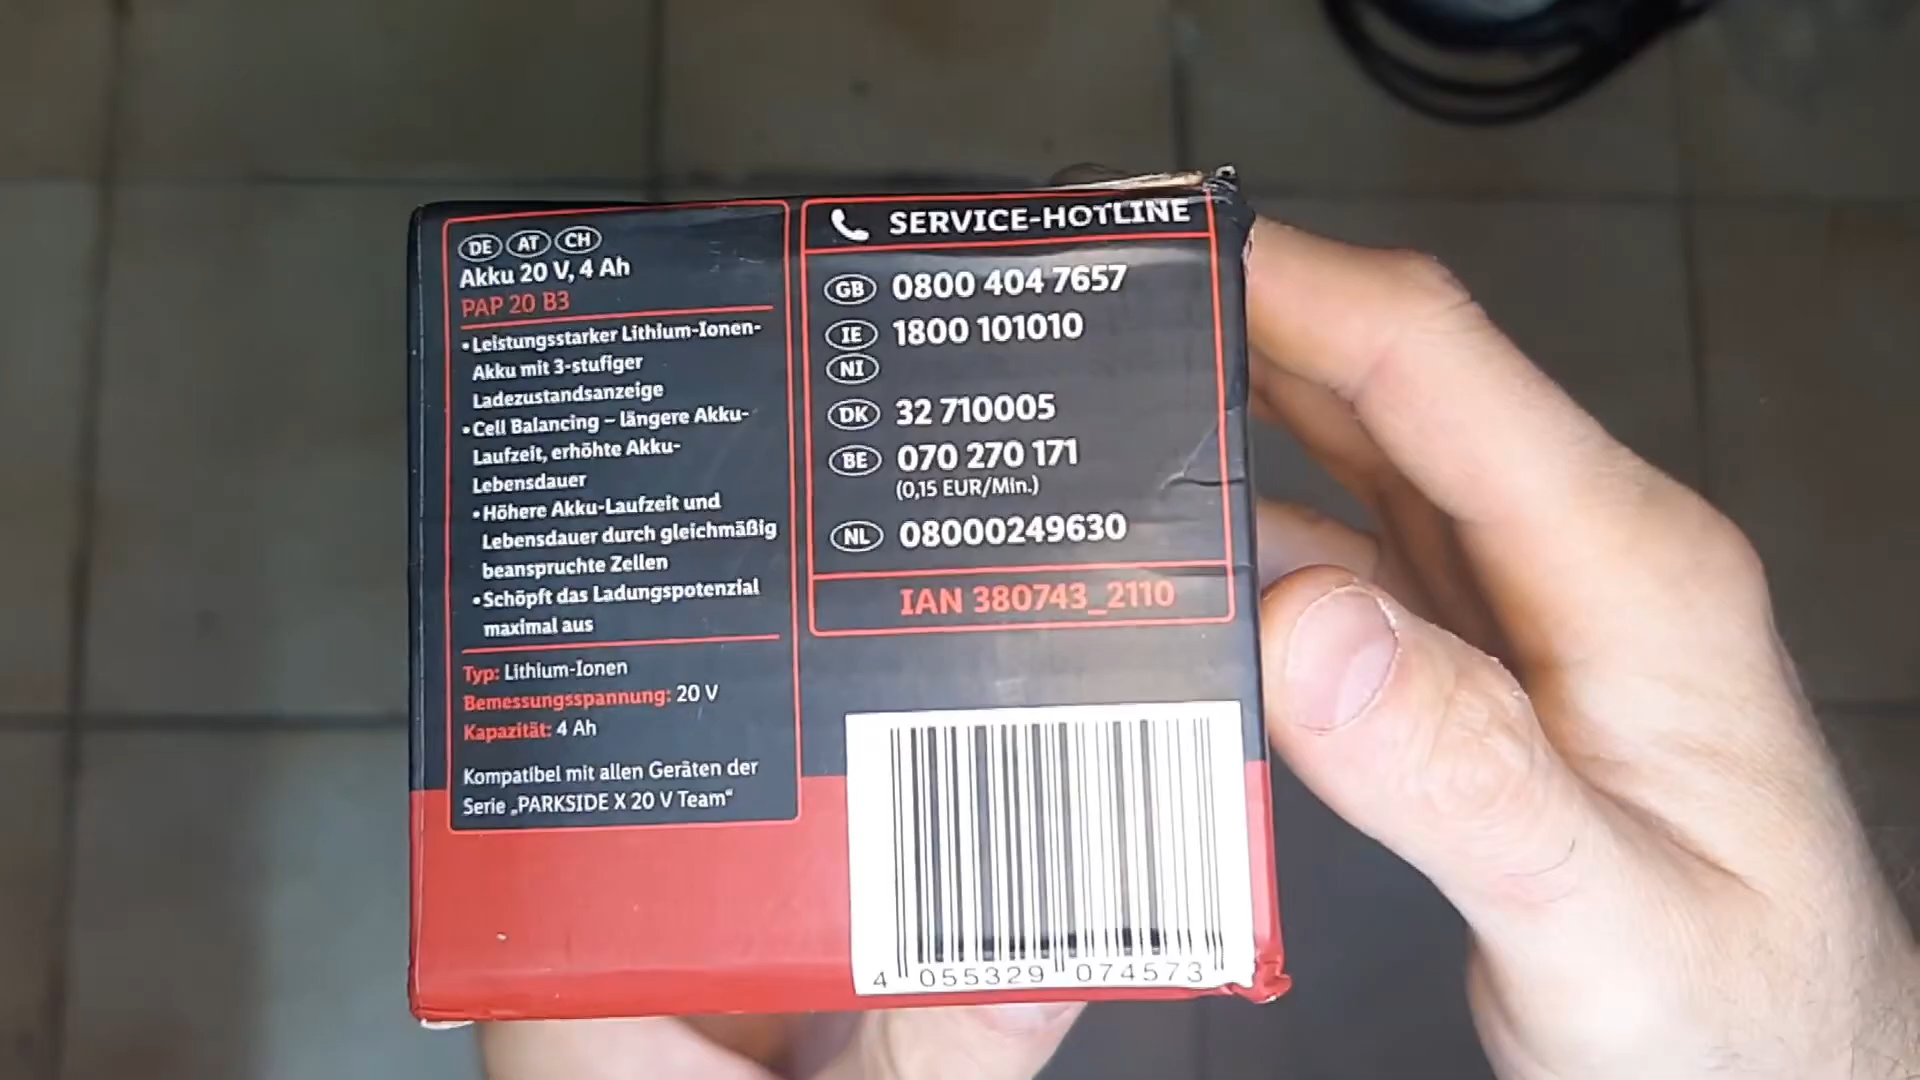 DE AT CH
Akku 20 V, 4 Ah
PAP 20 B3
•Leistungsstarker Lithium-Ionen-
Akku mit 3-stufiger
Ladezustandsanzeige
•Cell Balancing – längere Akku-
Laufzeit, erhöhte Akku-
Lebensdauer
•Höhere Akku-Laufzeit und
Lebensdauer durch gleichmäßig
beanspruchte Zellen
•Schöpft das Ladungspotenzial
maximal aus
Typ: Lithium-Ionen
Bemessungsspannung: 20 V
Kapazität: 4 Ah
Kompatibel mit allen Geräten der
Serie „PARKSIDE X 20 V Team“
SERVICE-HOTLINE
GB 0800 404 7657
IE 1800 101010
NI
DK 32 710005
BE 070 270 171
(0,15 EUR/Min.)
NL 08000249630
IAN 380743_2110
4 055329 074573